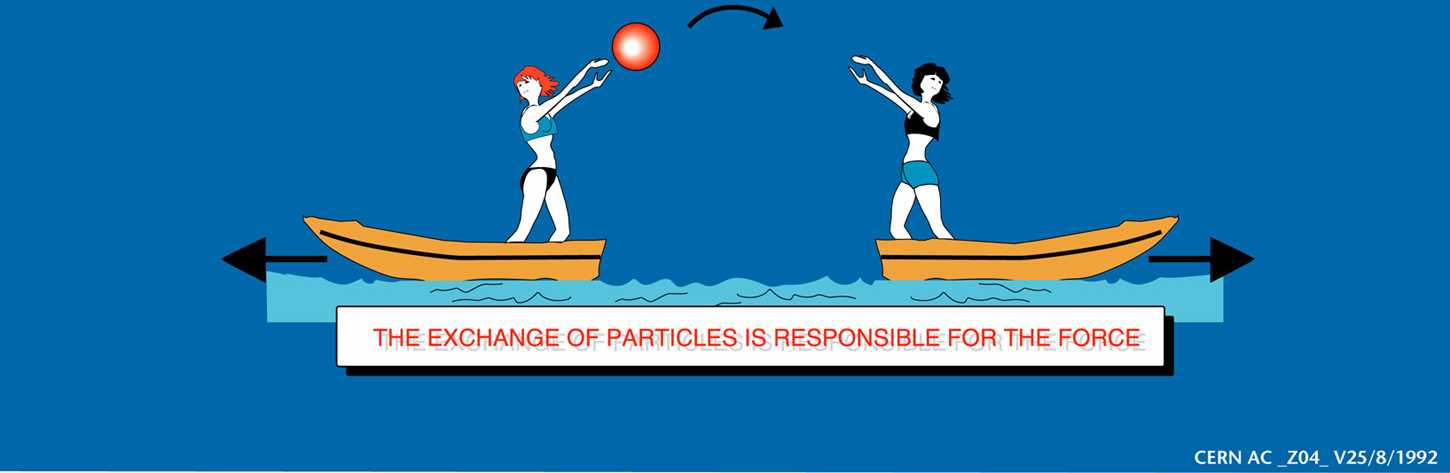 THE EXCHANGE OF PARTICLES IS RESPONSIBLE FOR THE FORCE
CERN AC _Z04_ V25/8/1992